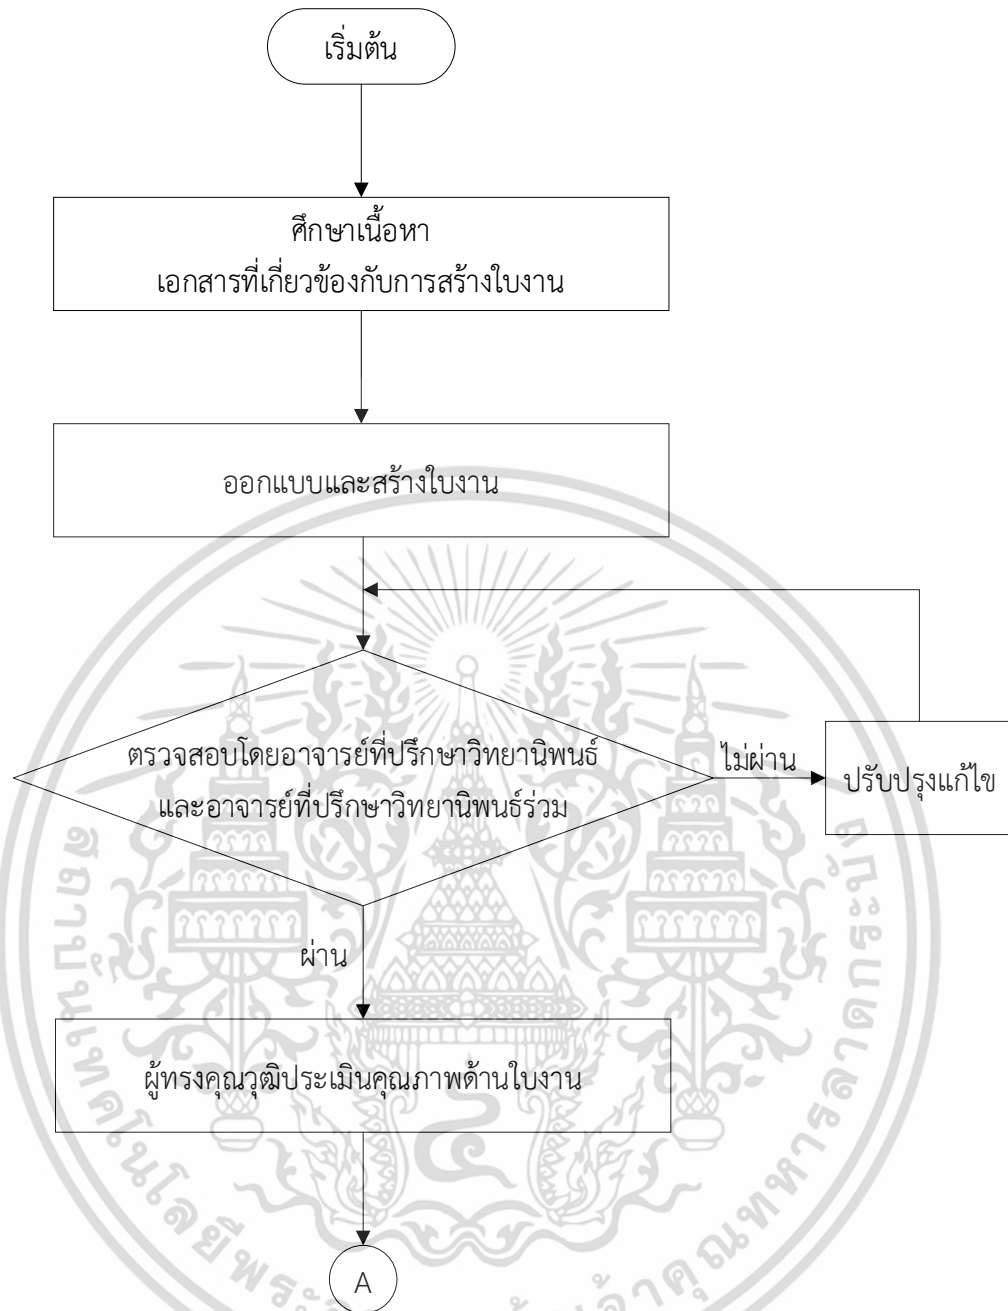 เริ่มต้น
ศึกษาเนื้อหา
เอกสารที่เกี่ยวข้องกับการสร้างใบงาน
ออกแบบและสร้างใบงาน
ตรวจสอบโดยอาจารย์ที่ปรึกษาวิทยานิพนธ์
และอาจารย์ที่ปรึกษาวิทยานิพนธ์ร่วม
ไม่ผ่าน
ปรับปรุงแก้ไข
ผ่าน
ผู้ทรงคุณวุฒิประเมินคุณภาพด้านใบงาน
A